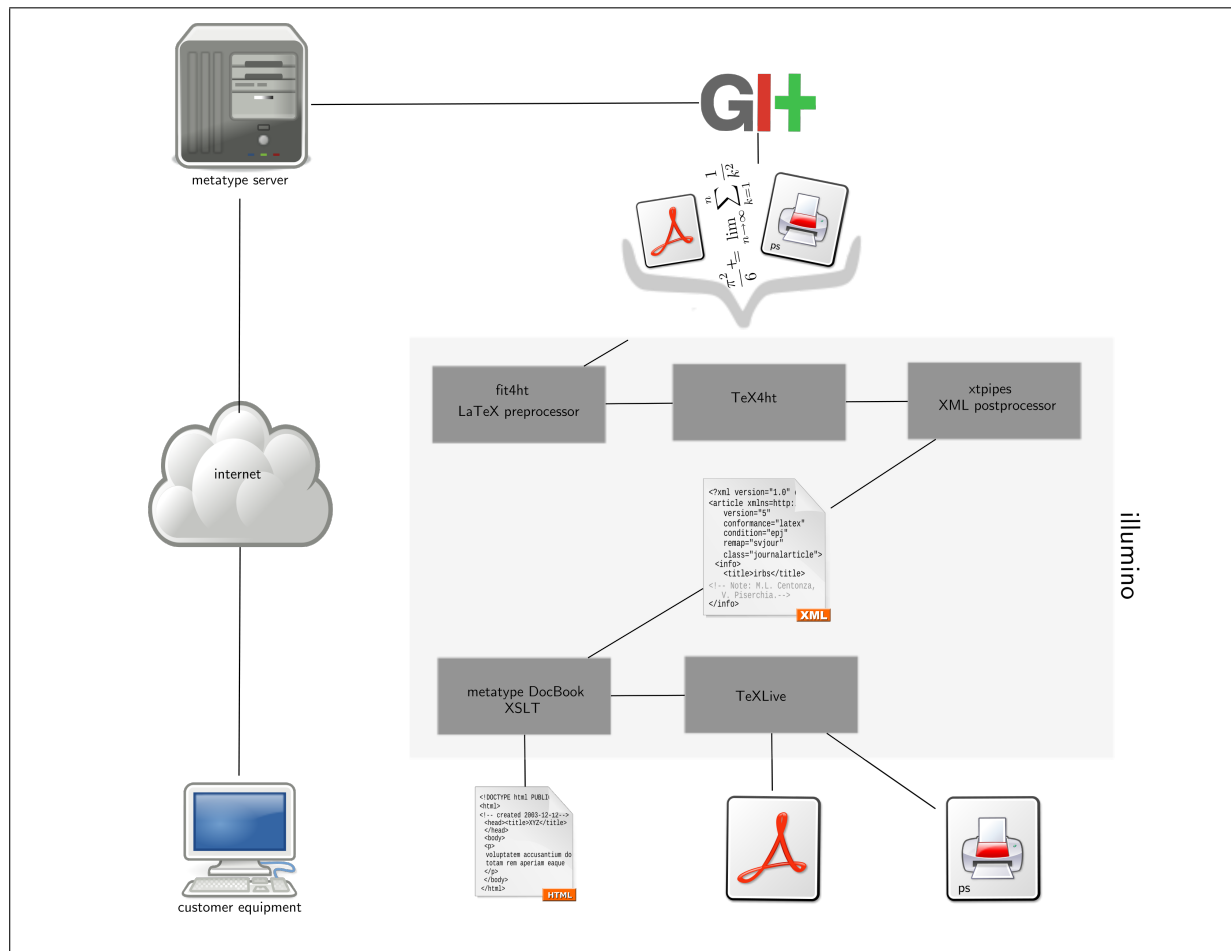 GIt
metatype server
π²/6 += lim n→∞ ∑ k=1 n 1/k²
ps
fit4ht
LaTeX preprocessor
TeX4ht
xtpipes
XML postprocessor
internet
<?xml version="1.0"
<article xmlns=http:
version="5"
conformance="latex"
condition="epj"
remap="svjour"
class="journalarticle">
<info>
<title>irbs</title>
<!-- Note: M.L. Centonza,
V. Piserchia.-->
</info>
XML
illumino
metatype DocBook
XSLT
TeXLive
<!DOCTYPE html PUBLI
<html>
<!-- created 2003-12-12-->
<head><title>XYZ</title>
</head>
<body>
<p>
voluptatem accusantium do
totam rem aperiam eaque
</p>
</body>
</html>
HTML
ps
customer equipment